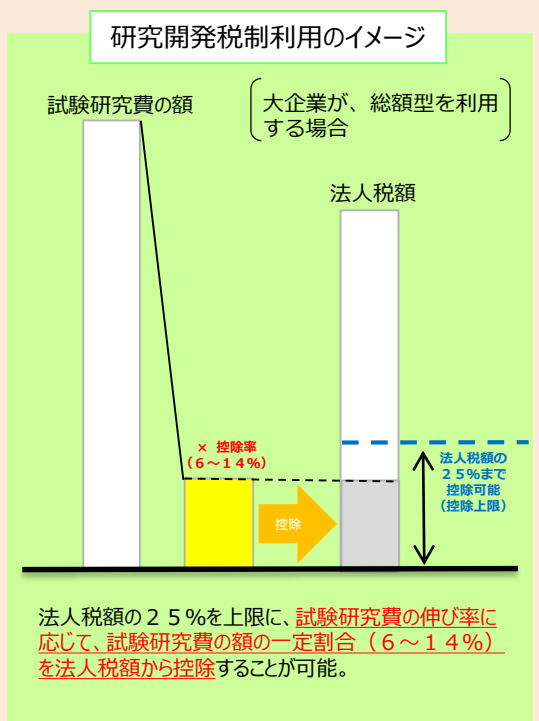 研究開発税制利用のイメージ
試験研究費の額
大企業が、総額型を利用
する場合
法人税額
× 控除率
（６～１４％）
法人税額の
２５％まで
控除可能
（控除上限）
控除
法人税額の２５％を上限に、試験研究費の伸び率に
応じて、試験研究費の額の一定割合（６～１４％）
を法人税額から控除することが可能。